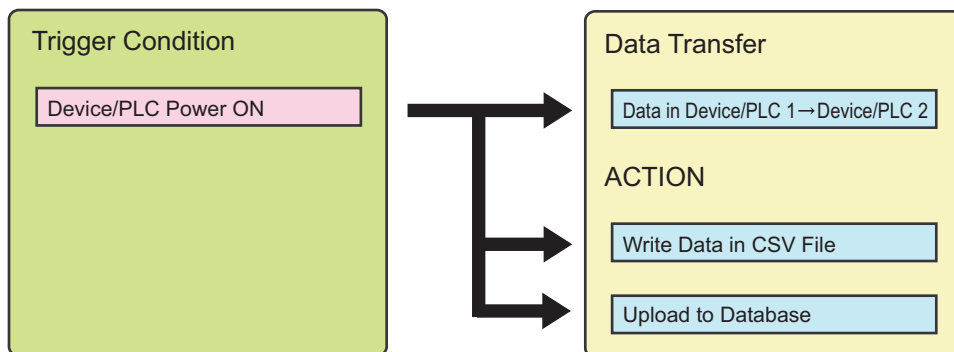 Trigger Condition
Device/PLC Power ON
Data Transfer
Data in Device/PLC 1→Device/PLC 2
ACTION
Write Data in CSV File
Upload to Database